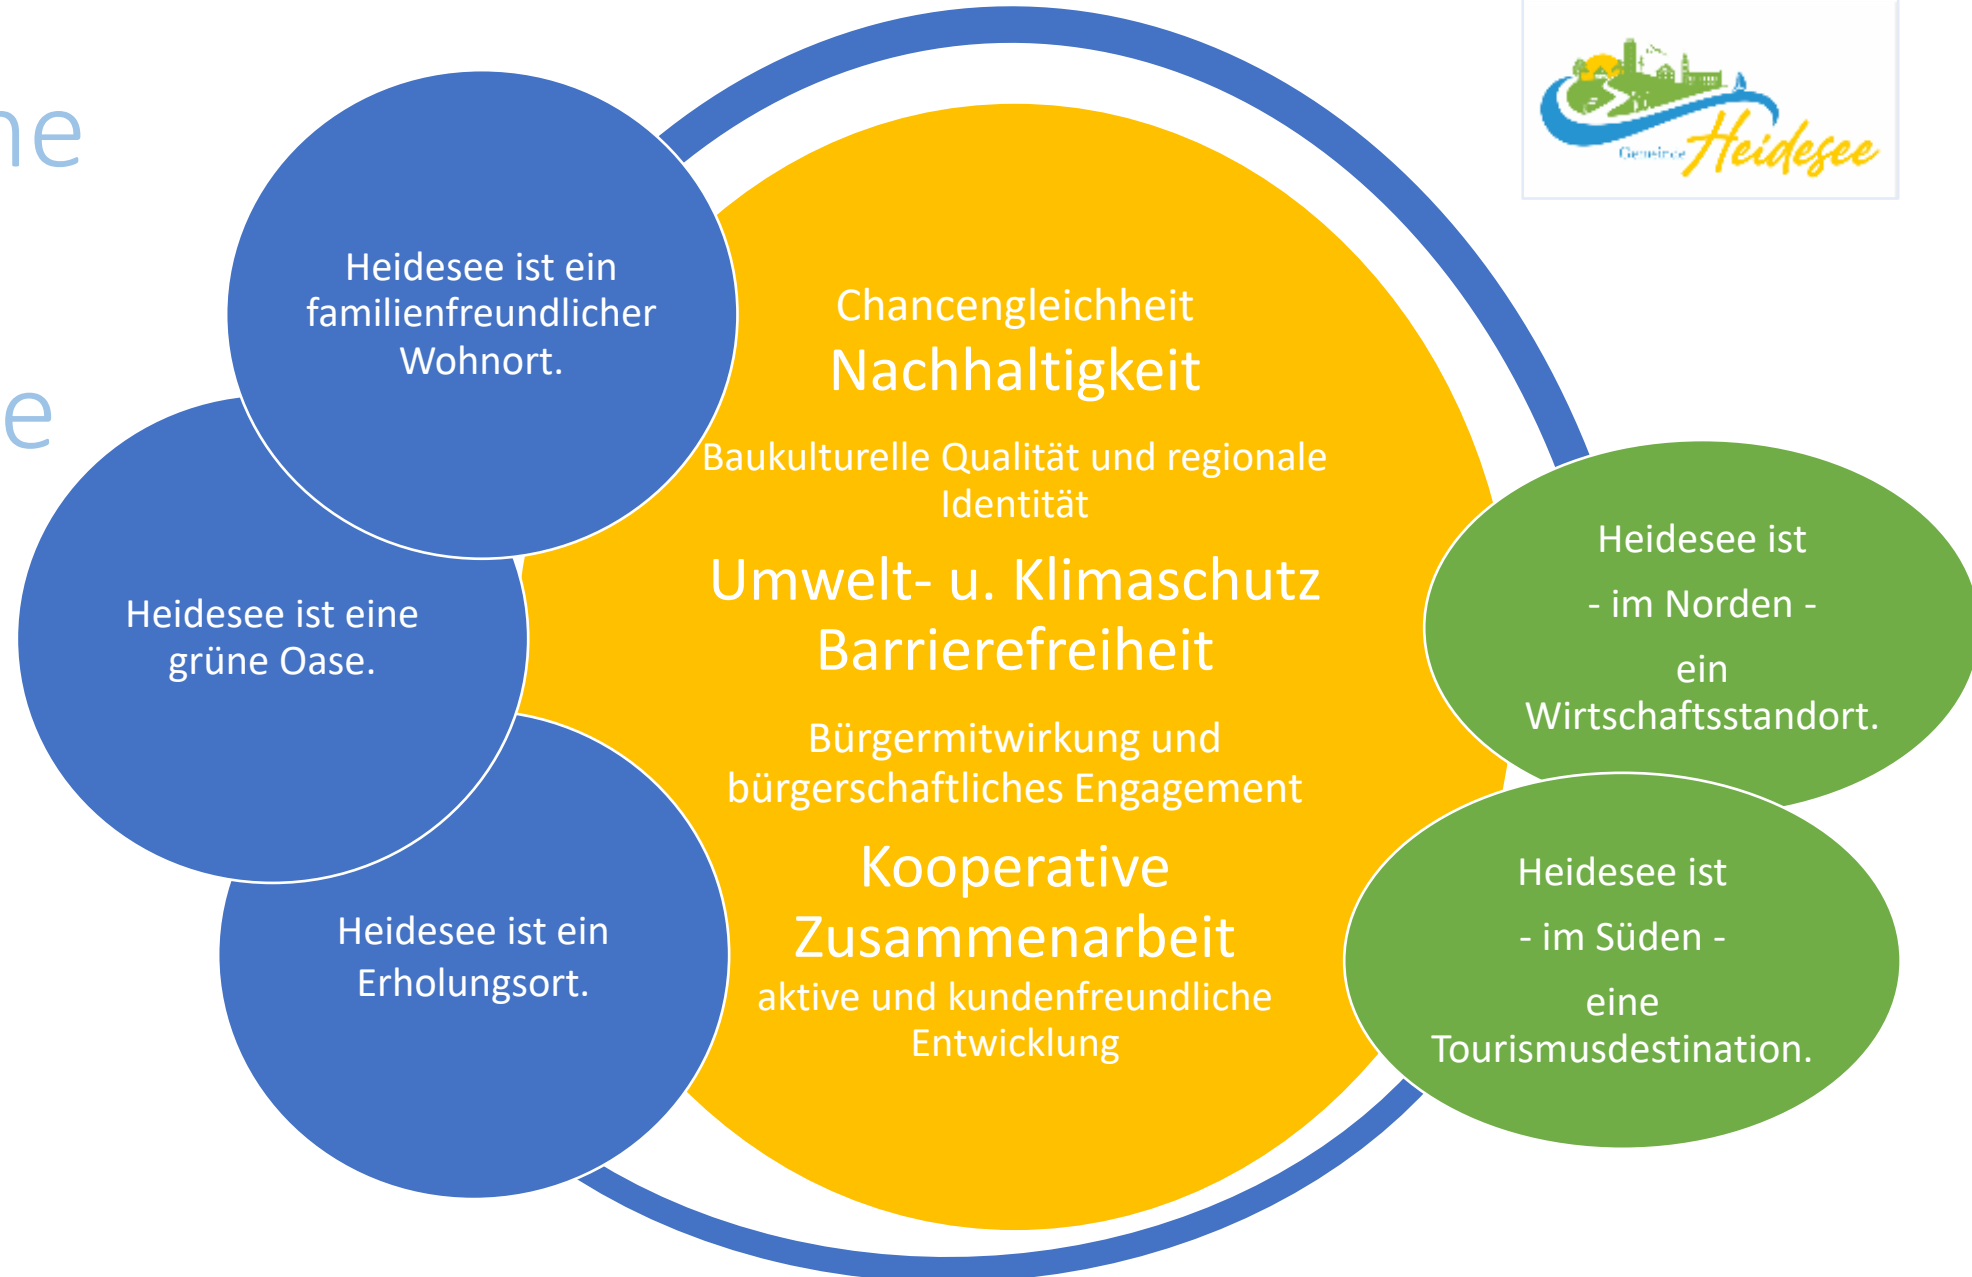 ne
e
Gemeinde Heidesee
Heidesee ist ein
familienfreundlicher
Wohnort.
Heidesee ist eine
grüne Oase.
Heidesee ist ein
Erholungsort.
Chancengleichheit
Nachhaltigkeit
Baukulturelle Qualität und regionale
Identität
Umwelt- u. Klimaschutz
Barrierefreiheit
Bürgermitwirkung und
bürgerschaftliches Engagement
Kooperative
Zusammenarbeit
aktive und kundenfreundliche
Entwicklung
Heidesee ist
- im Norden -
ein
Wirtschaftsstandort.
Heidesee ist
- im Süden -
eine
Tourismusdestination.